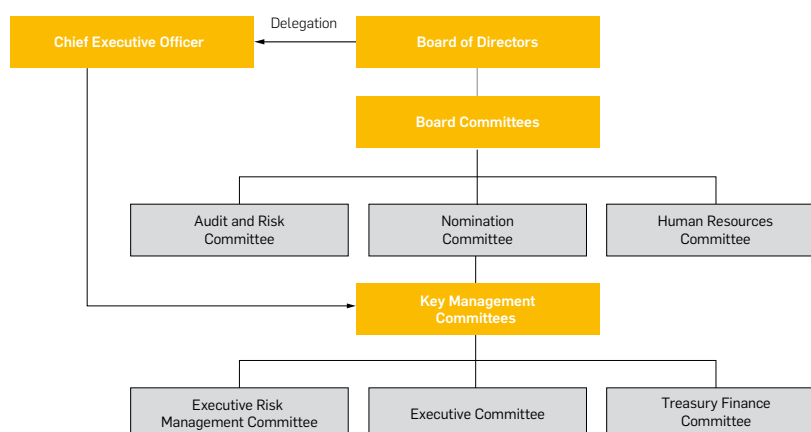 Delegation
Chief Executive Officer
Board of Directors
Board Committees
Audit and Risk
Committee
Nomination
Committee
Human Resources
Committee
Key Management
Committees
Executive Risk
Management Committee
Executive Committee
Treasury Finance
Committee